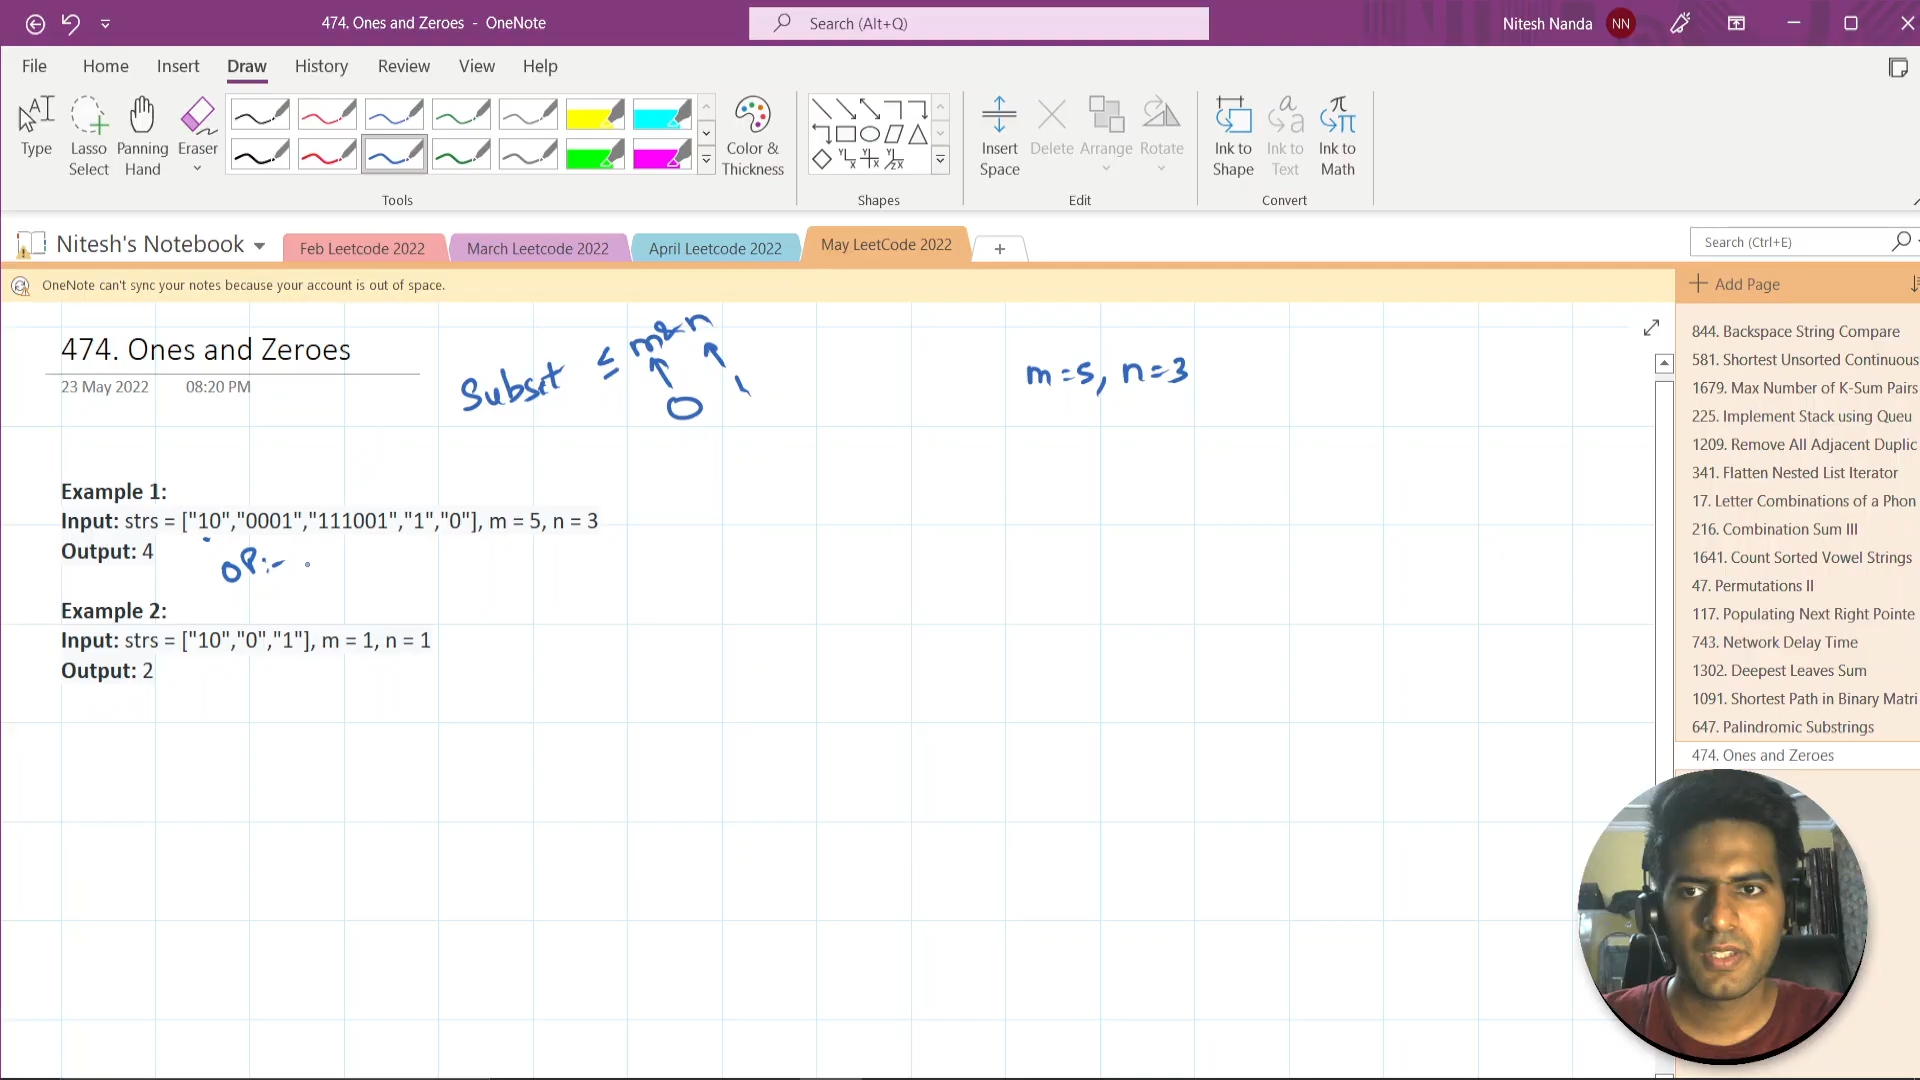 474. Ones and Zeroes - OneNote
Search (Alt+Q)
Nitesh Nanda
NN
File Home Insert Draw History Review View Help
Type
Lasso Select
Panning Hand
Eraser
Color & Thickness
Insert Space
Delete
Arrange
Rotate
Ink to Shape
Ink to Text
Ink to Math
Tools
Shapes
Edit
Convert
Nitesh's Notebook
Feb Leetcode 2022
March Leetcode 2022
April Leetcode 2022
May LeetCode 2022
Search (Ctrl+E)
OneNote can't sync your notes because your account is out of space.
Add Page
474. Ones and Zeroes
23 May 2022 08:20 PM
Subset ≤ m & n
0 1
m = 5, n = 3
Example 1:
Input: strs = ["10","0001","111001","1","0"], m = 5, n = 3
Output: 4
OP:-
Example 2:
Input: strs = ["10","0","1"], m = 1, n = 1
Output: 2
844. Backspace String Compare
581. Shortest Unsorted Continuous
1679. Max Number of K-Sum Pairs
225. Implement Stack using Queu
1209. Remove All Adjacent Duplic
341. Flatten Nested List Iterator
17. Letter Combinations of a Phon
216. Combination Sum III
1641. Count Sorted Vowel Strings
47. Permutations II
117. Populating Next Right Pointe
743. Network Delay Time
1302. Deepest Leaves Sum
1091. Shortest Path in Binary Matri
647. Palindromic Substrings
474. Ones and Zeroes